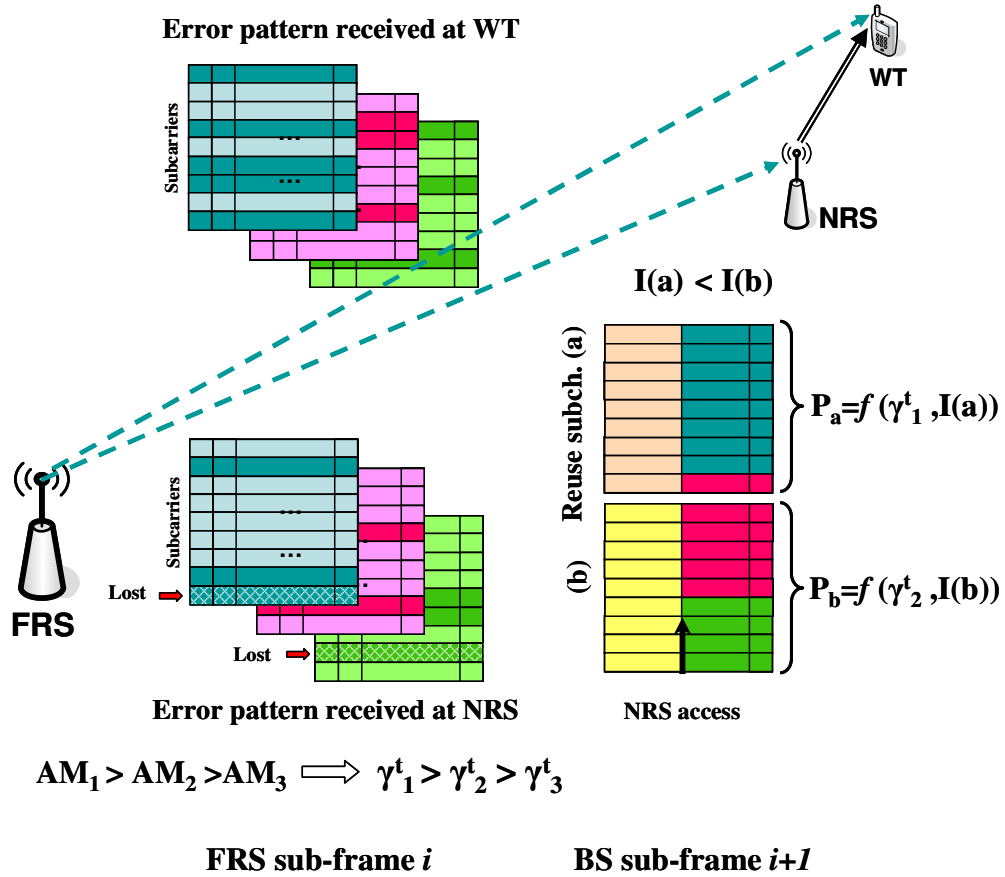 Error pattern received at WT
Subcarriers
...
...
WT
NRS
I(a) < I(b)
Reuse subch. (a)
(b)
Pₐ=f (γᵗ₁ ,I(a))
P_b=f (γᵗ₂ ,I(b))
NRS access
FRS
Subcarriers
...
...
Lost
Lost
Error pattern received at NRS
AM₁ > AM₂ >AM₃ ⇨ γᵗ₁ > γᵗ₂ > γᵗ₃
FRS sub-frame i
BS sub-frame i+1